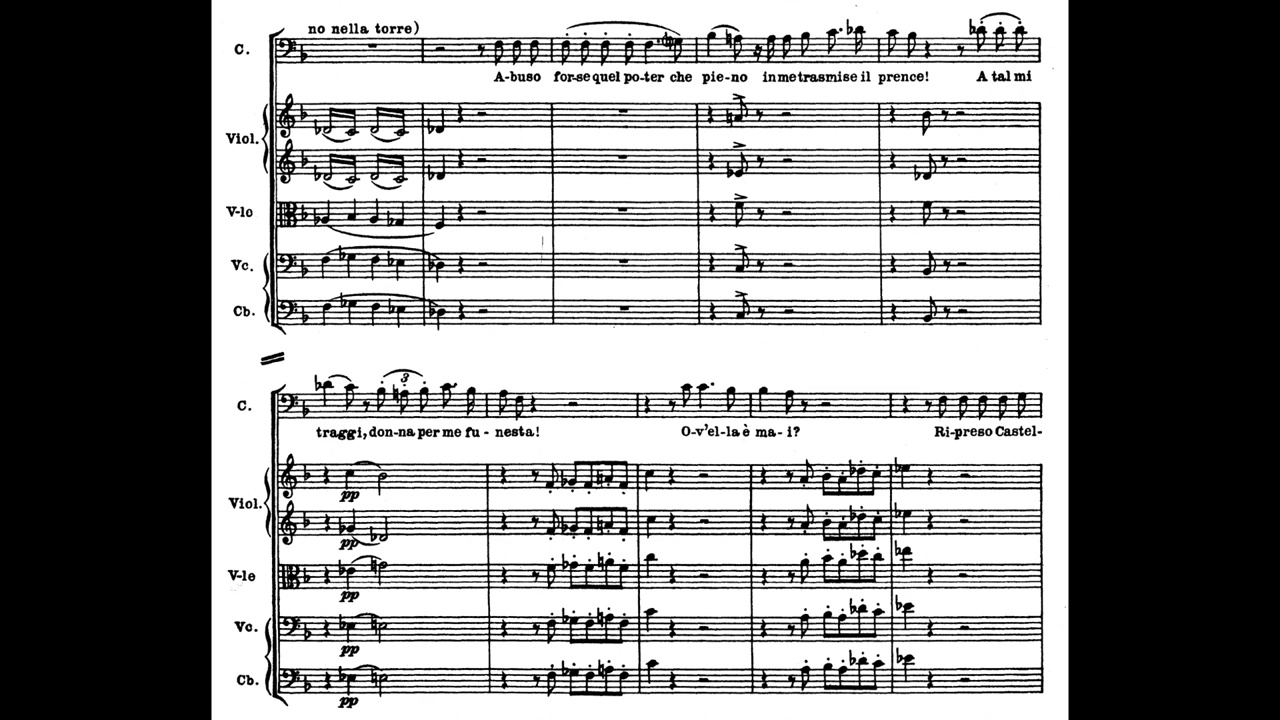 no nella torre)
C.
A-buso for-se quel po-ter che pie-no in me trasmise il prence! A tal mi
Viol.
V-le
Vc.
Cb.
C.
traggi, don-na per me fu-nesta! O-v'el-la è ma-i? Ri-preso Castel-
3
Viol.
pp
pp
V-le
pp
Vc.
pp
Cb.
pp